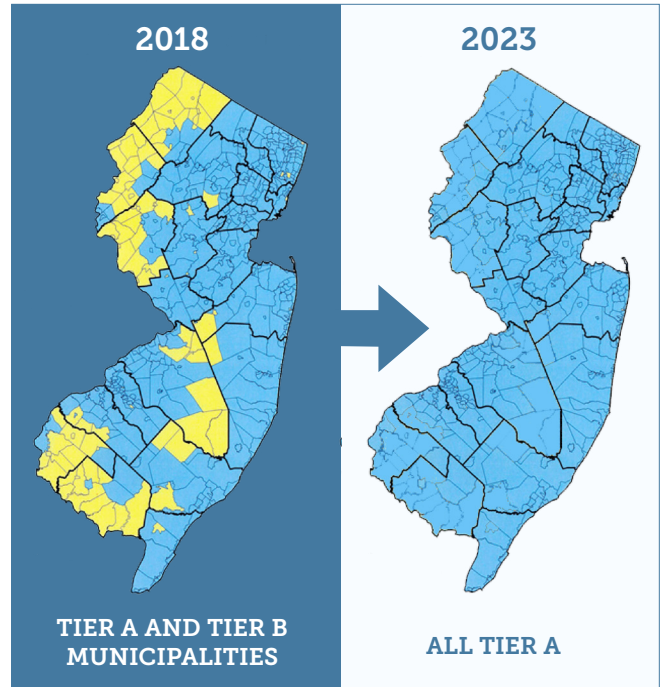 2018
2023
TIER A AND TIER B
MUNICIPALITIES
ALL TIER A